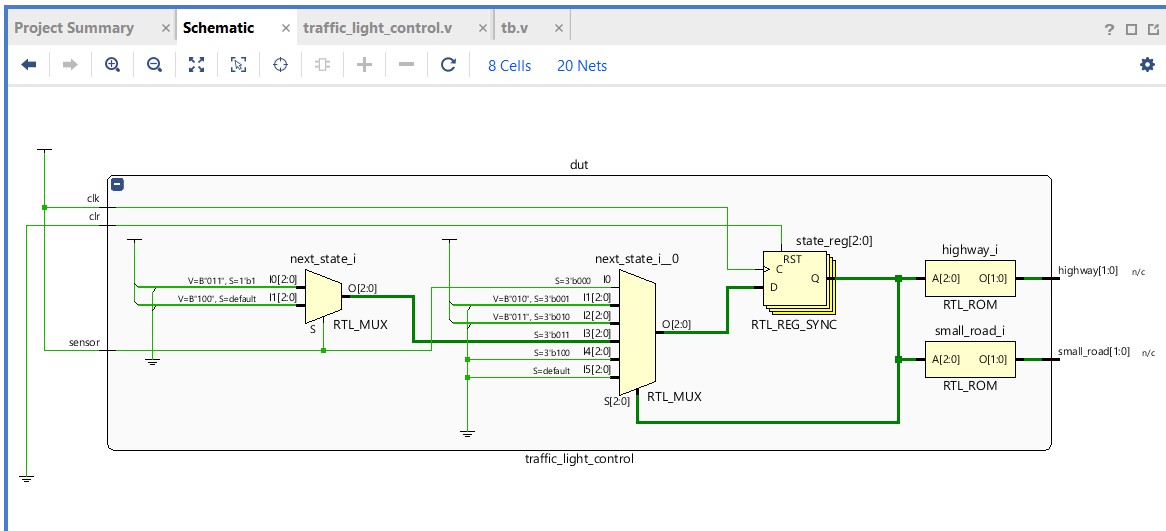 Project Summary × Schematic × traffic_light_control.v × tb.v ×
?
8 Cells 20 Nets
dut
clk
clr
state_reg[2:0]
next_state_i
next_state_i__0
highway_i
RST
V=B"011", S=1'b1 I0[2:0]
S=3'b000 I0
C
Q
A[2:0] O[1:0]
highway[1:0] n/c
V=B"100", S=default I1[2:0]
O[2:0]
V=B"010", S=3'b001 I1[2:0]
D
RTL_ROM
V=B"011", S=3'b010 I2[2:0]
S
RTL_MUX
O[2:0]
RTL_REG_SYNC
small_road_i
S=3'b011 I3[2:0]
sensor
S=3'b100 I4[2:0]
A[2:0] O[1:0]
small_road[1:0] n/c
S=default I5[2:0]
RTL_ROM
S[2:0]
RTL_MUX
traffic_light_control